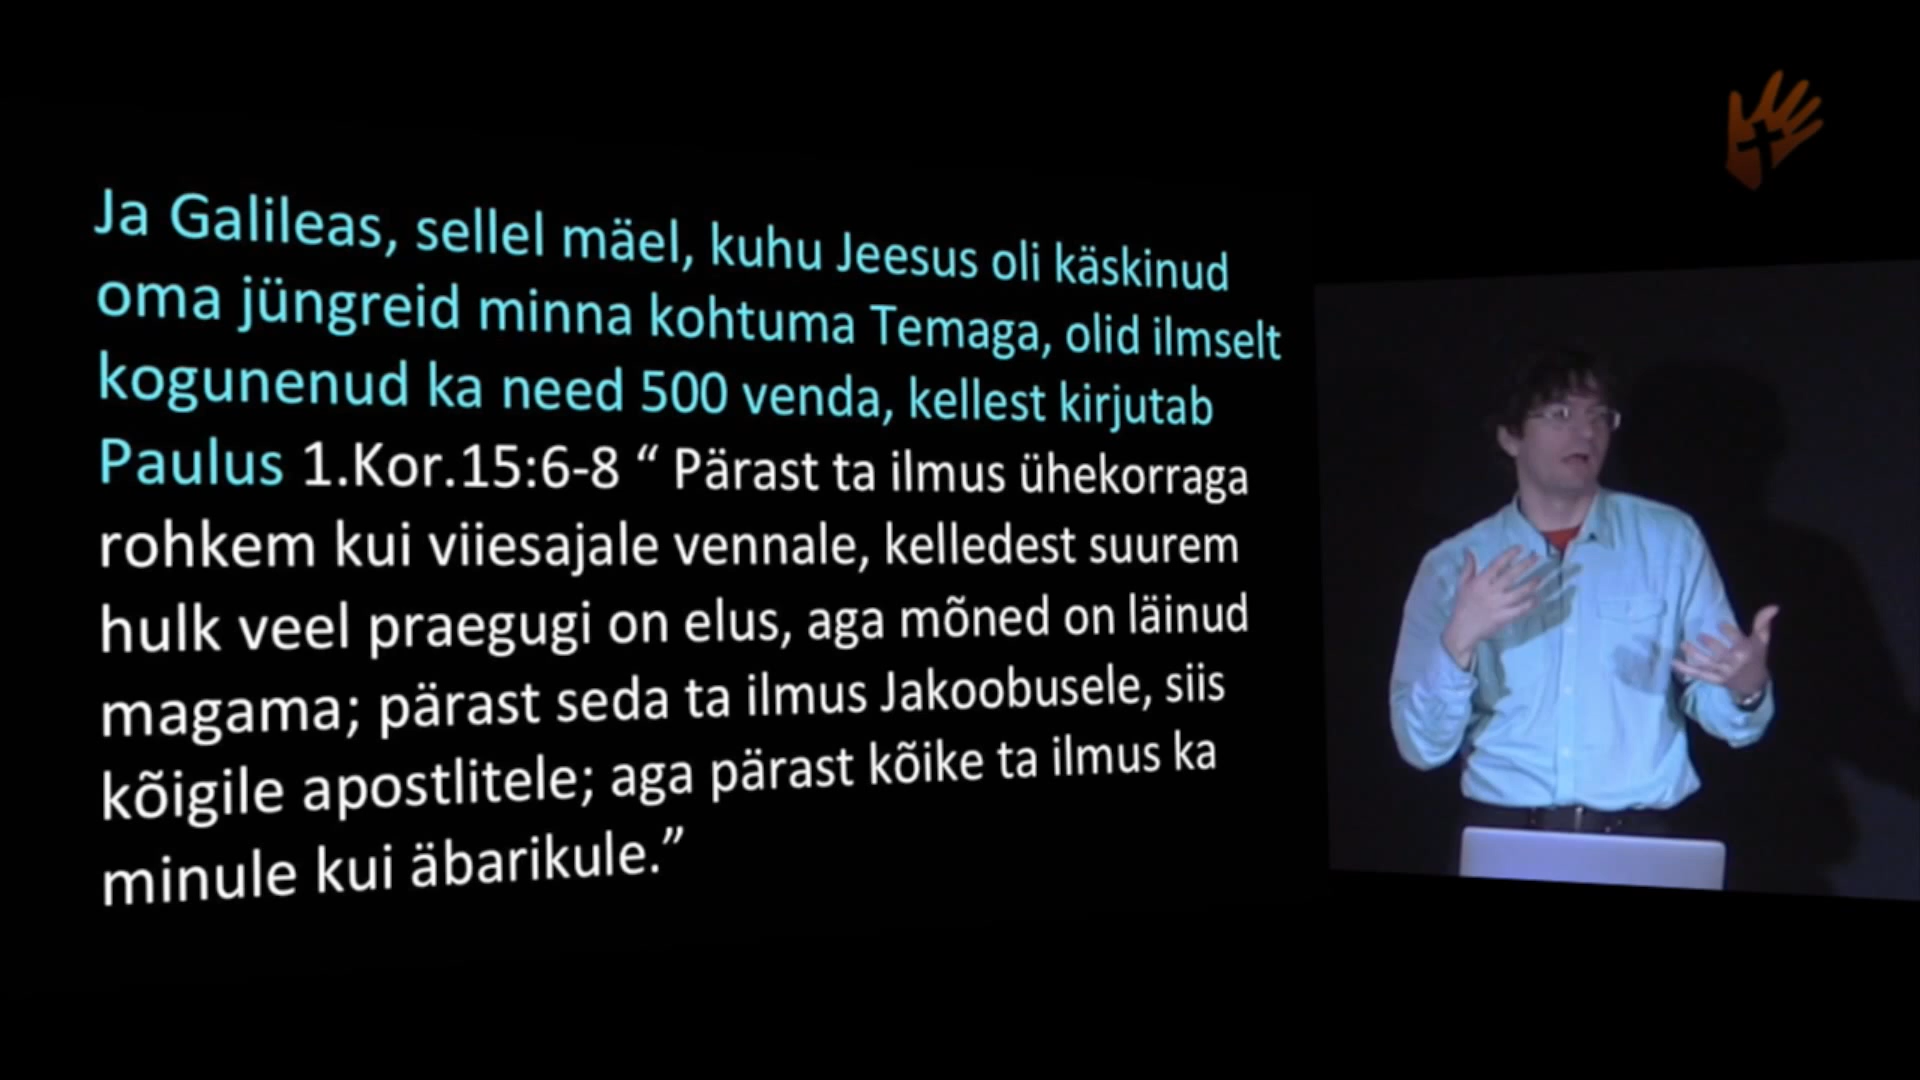 Ja Galileas, sellel mäel, kuhu Jeesus oli käskinud
oma jüngreid minna kohtuma Temaga, olid ilmselt
kogunenud ka need 500 venda, kellest kirjutab
Paulus 1.Kor.15:6-8 “ Pärast ta ilmus ühekorraga
rohkem kui viiesajale vennale, kelledest suurem
hulk veel praegugi on elus, aga mõned on läinud
magama; pärast seda ta ilmus Jakoobusele, siis
kõigile apostlitele; aga pärast kõike ta ilmus ka
minule kui äbarikule.”